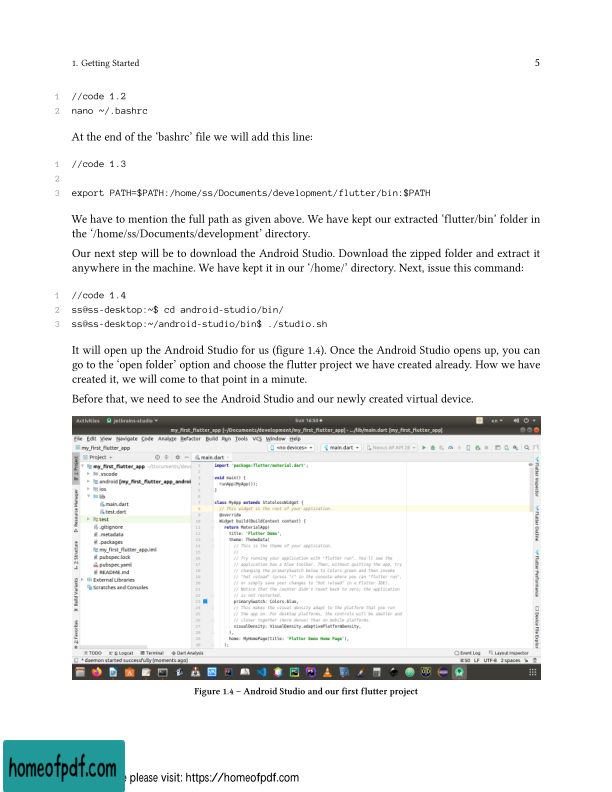 1. Getting Started 5
1 //code 1.2
2 nano ~/.bashrc
At the end of the ‘bashrc’ file we will add this line:
1 //code 1.3
2
3 export PATH=$PATH:/home/ss/Documents/development/flutter/bin:$PATH
We have to mention the full path as given above. We have kept our extracted ‘flutter/bin’ folder in
the ‘/home/ss/Documents/development’ directory.
Our next step will be to download the Android Studio. Download the zipped folder and extract it
anywhere in the machine. We have kept it in our ‘/home/’ directory. Next, issue this command:
1 //code 1.4
2 ss@ss-desktop:~$ cd android-studio/bin/
3 ss@ss-desktop:~/android-studio/bin$ ./studio.sh
It will open up the Android Studio for us (figure 1.4). Once the Android Studio opens up, you can
go to the ‘open folder’ option and choose the flutter project we have created already. How we have
created it, we will come to that point in a minute.
Before that, we need to see the Android Studio and our newly created virtual device.
Activities jetbrains-studio Sun 16:50 en
my_first_flutter_app [~/Documents/development/my_first_flutter_app] - .../lib/main.dart [my_first_flutter_app]
File Edit View Navigate Code Analyze Refactor Build Run Tools VCS Window Help
my_first_flutter_app <no devices> main.dart
Project main.dart
my_first_flutter_app
.vscode
android [my_first_flutter_app_androi
ios
lib
main.dart
test.dart
test
.gitignore
.metadata
.packages
my_first_flutter_app.iml
pubspec.lock
pubspec.yaml
README.md
External Libraries
Scratches and Consoles
import 'package:flutter/material.dart';
void main() {
runApp(MyApp());
}
class MyApp extends StatelessWidget {
// This widget is the root of your application.
@override
Widget build(BuildContext context) {
return MaterialApp(
title: 'Flutter Demo',
theme: ThemeData(
// This is the theme of your application.
//
// Try running your application with "flutter run". You'll see the
// application has a blue toolbar. Then, without quitting the app, try
// changing the primarySwatch below to Colors.green and then invoke
// "hot reload" (press "r" in the console where you ran "flutter run",
// or simply save your changes to "hot reload" in a Flutter IDE).
// Notice that the counter didn't reset back to zero; the application
// is not restarted.
primarySwatch: Colors.blue,
// This makes the visual density adapt to the platform that you run
// the app on. For desktop platforms, the controls will be smaller and
// closer together (more dense) than on mobile platforms.
visualDensity: VisualDensity.adaptivePlatformDensity,
),
home: MyHomePage(title: 'Flutter Demo Home Page'),
);
1: Project
Resource Manager
Z: Structure
Build Variants
2: Favorites
Flutter Inspector
Flutter Outline
Flutter Performance
Device File Explorer
TODO 6: Logcat Terminal Dart Analysis Event Log Layout Inspector
* daemon started successfully (moments ago) 8:50 LF UTF-8 2 spaces
Figure 1.4 – Android Studio and our first flutter project
homeofpdf.com
please visit: https://homeofpdf.com